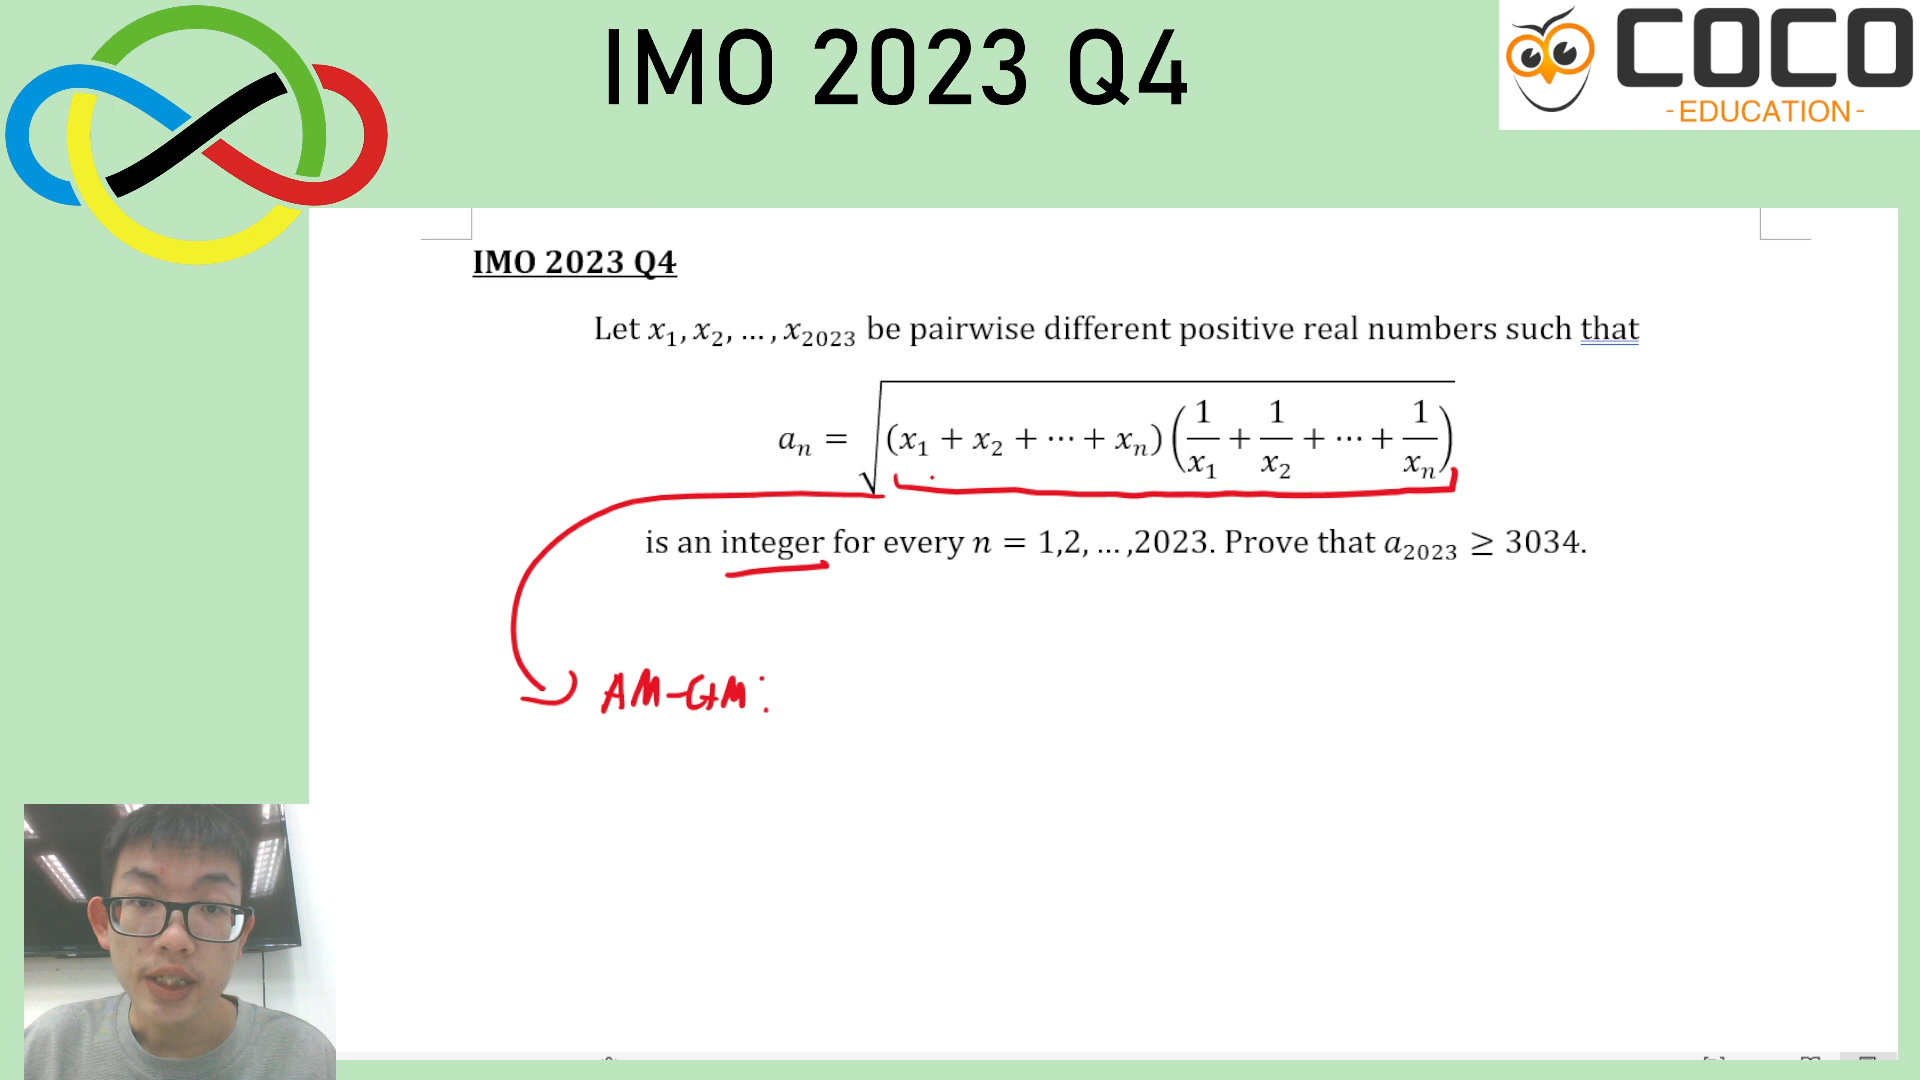 IMO 2023 Q4
COCO
-EDUCATION-
IMO 2023 Q4
Let x₁, x₂, … , x₂₀₂₃ be pairwise different positive real numbers such that
aₙ = √((x₁ + x₂ + ⋯ + xₙ)(1/x₁ + 1/x₂ + ⋯ + 1/xₙ))
is an integer for every n = 1,2, … ,2023. Prove that a₂₀₂₃ ≥ 3034.
AM-GM: